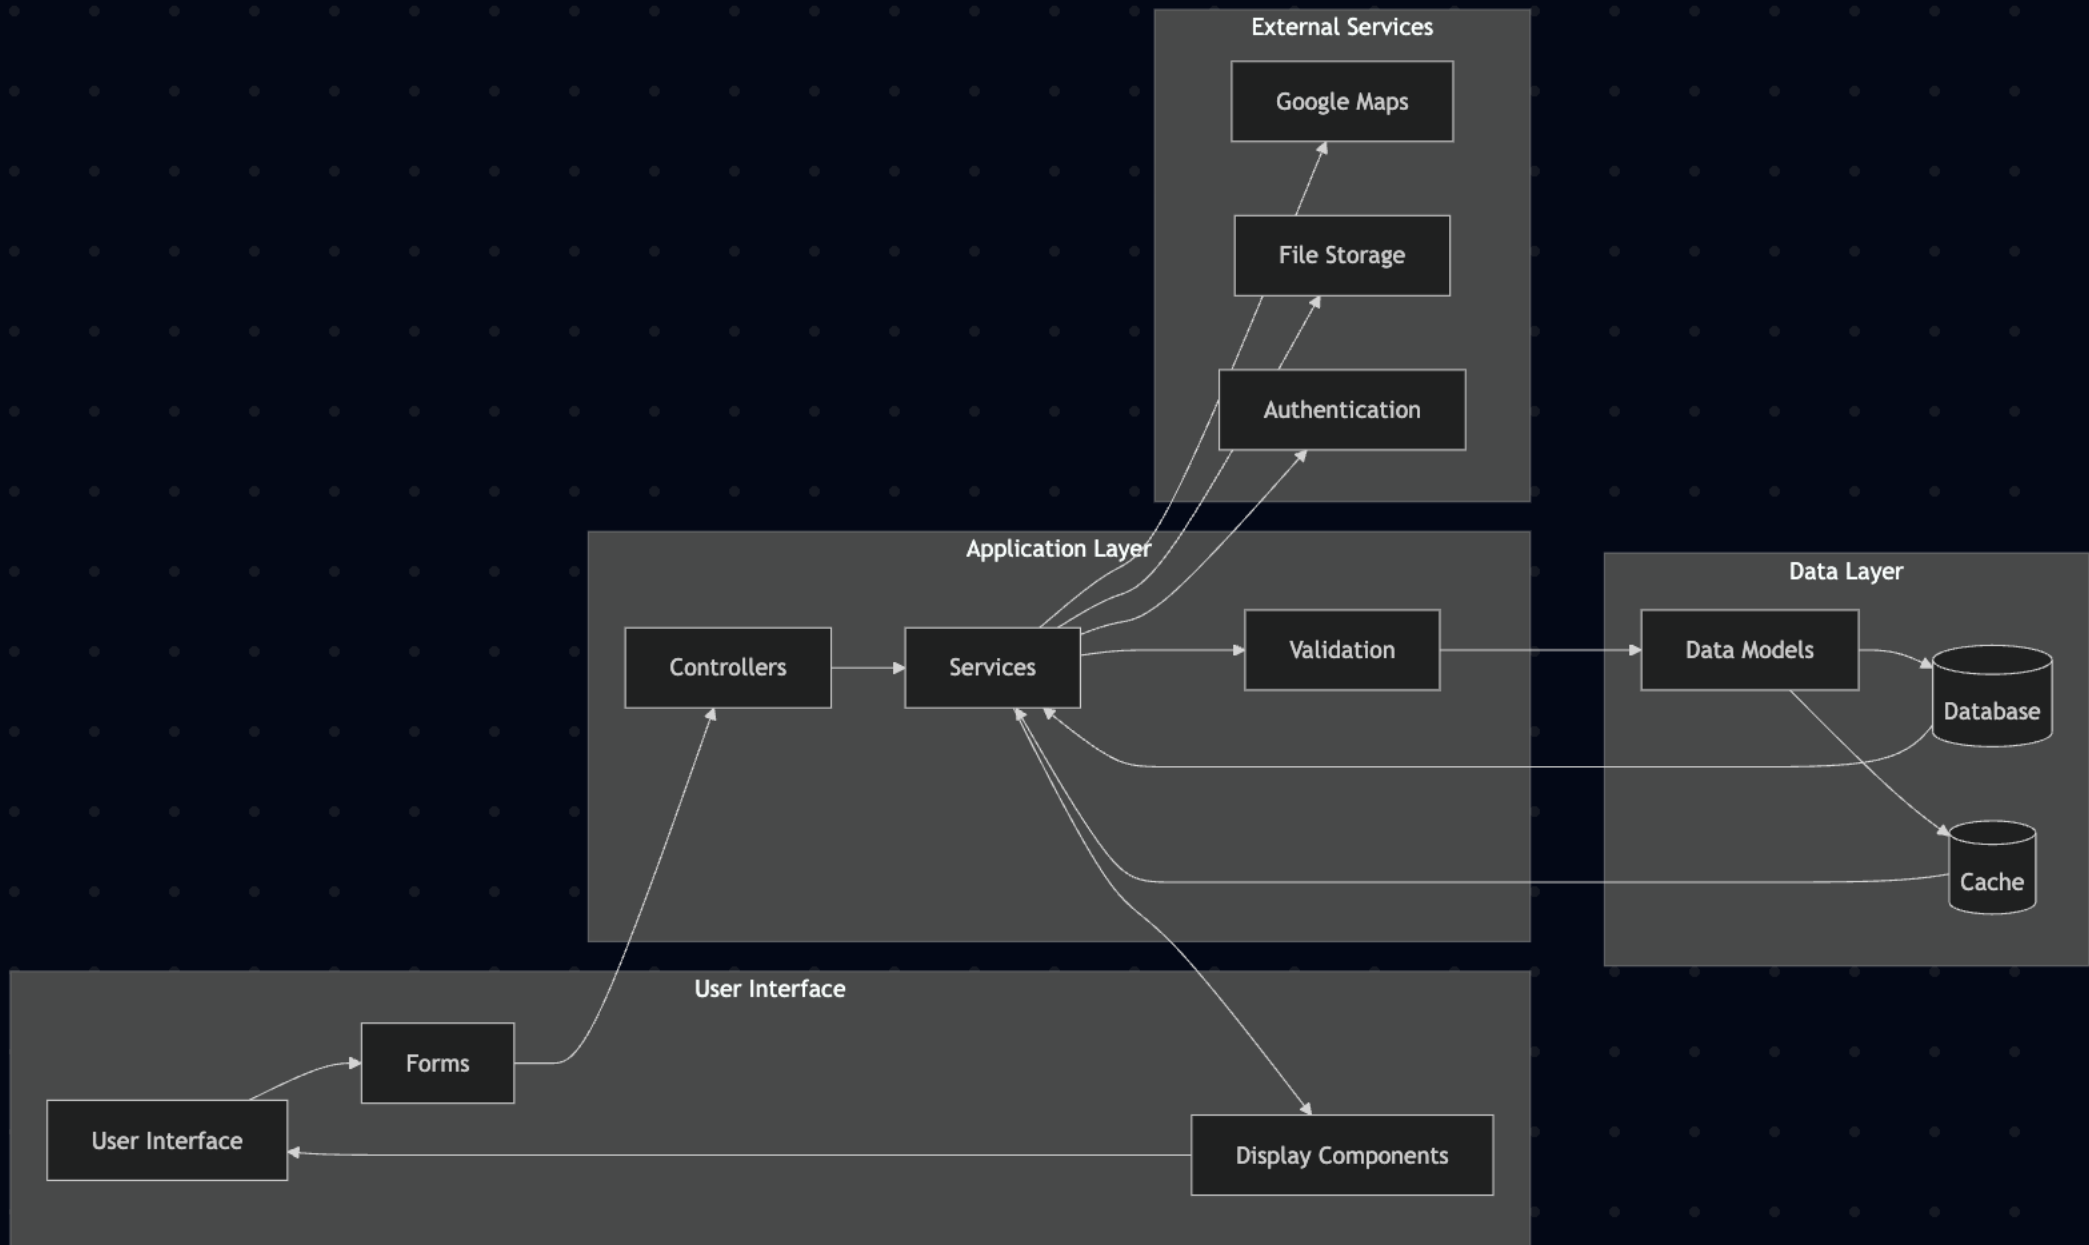 External Services
Google Maps
File Storage
Authentication
Application Layer
Controllers
Services
Validation
Data Layer
Data Models
Database
Cache
User Interface
Forms
User Interface
Display Components